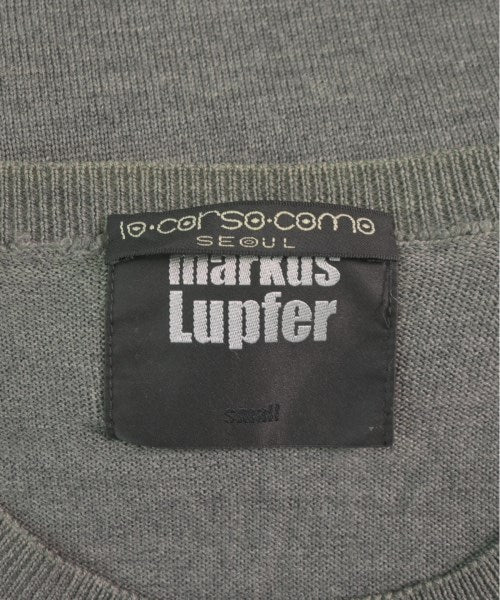 10·corso·como
SEOUL
markus
Lupfer
small